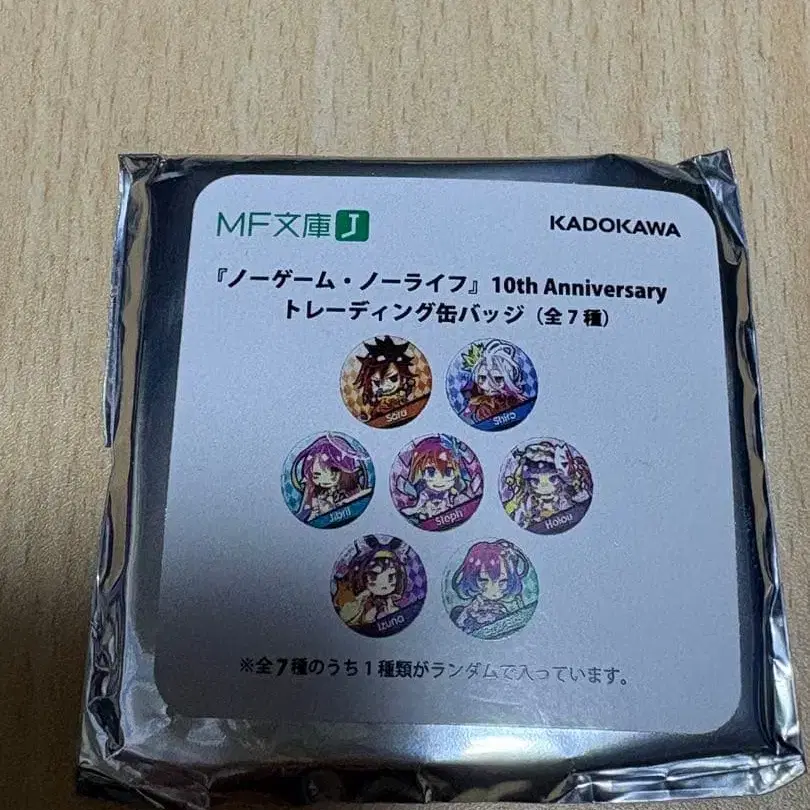 MF文庫J
KADOKAWA
『ノーゲーム・ノーライフ』10th Anniversary
トレーディング缶バッジ（全７種）
Sora
Shiro
Jibril
Steph
Holou
Izuna
※全７種のうち１種類がランダムで入っています。